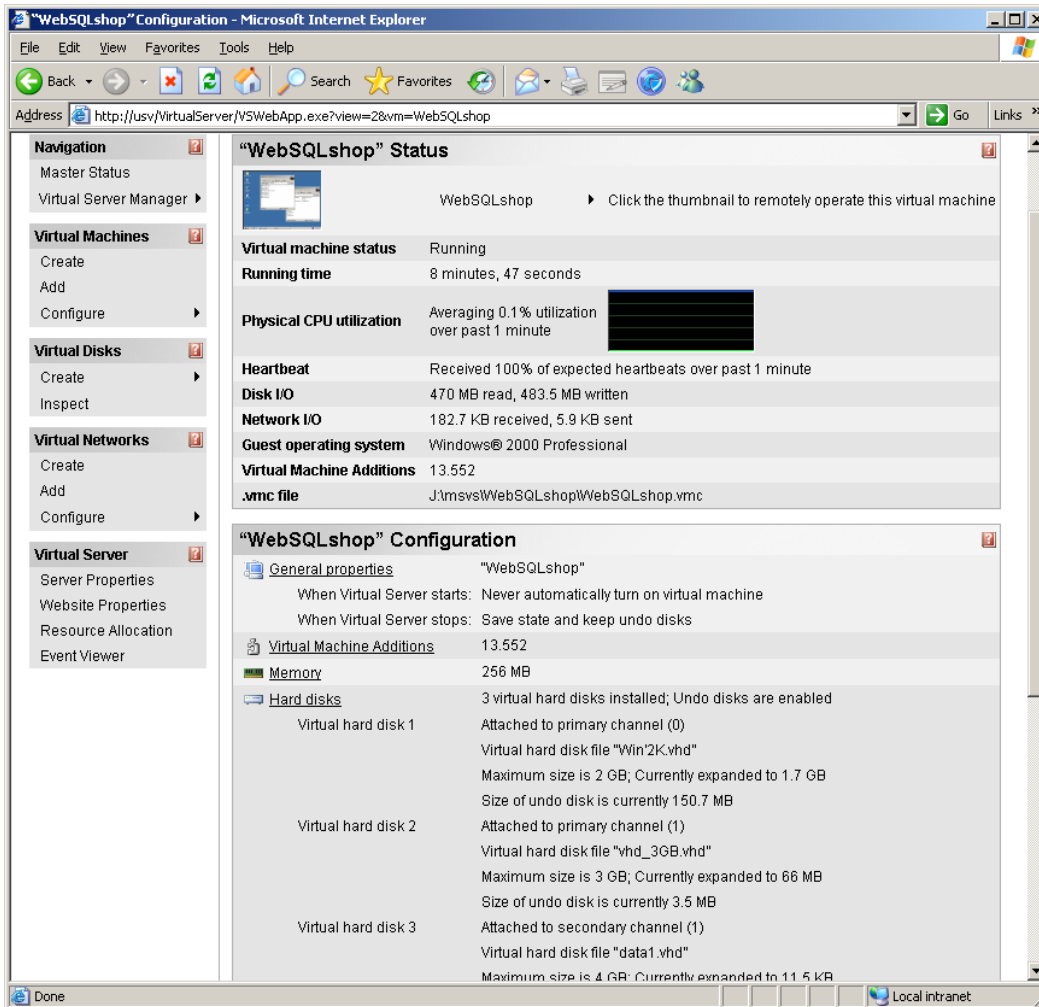 "WebSQLshop" Configuration - Microsoft Internet Explorer
File Edit View Favorites Tools Help
Back Search Favorites
Address http://usv/VirtualServer/VSWebApp.exe?view=2&vm=WebSQLshop Go Links »
Navigation
Master Status
Virtual Server Manager
Virtual Machines
Create
Add
Configure
Virtual Disks
Create
Inspect
Virtual Networks
Create
Add
Configure
Virtual Server
Server Properties
Website Properties
Resource Allocation
Event Viewer
"WebSQLshop" Status
WebSQLshop Click the thumbnail to remotely operate this virtual machine
Virtual machine status Running
Running time 8 minutes, 47 seconds
Physical CPU utilization Averaging 0.1% utilization
over past 1 minute
Heartbeat Received 100% of expected heartbeats over past 1 minute
Disk I/O 470 MB read, 483.5 MB written
Network I/O 182.7 KB received, 5.9 KB sent
Guest operating system Windows® 2000 Professional
Virtual Machine Additions 13.552
.vmc file J:\msvs\WebSQLshop\WebSQLshop.vmc
"WebSQLshop" Configuration
General properties "WebSQLshop"
When Virtual Server starts: Never automatically turn on virtual machine
When Virtual Server stops: Save state and keep undo disks
Virtual Machine Additions 13.552
Memory 256 MB
Hard disks 3 virtual hard disks installed; Undo disks are enabled
Virtual hard disk 1 Attached to primary channel (0)
Virtual hard disk file "Win'2K.vhd"
Maximum size is 2 GB; Currently expanded to 1.7 GB
Size of undo disk is currently 150.7 MB
Virtual hard disk 2 Attached to primary channel (1)
Virtual hard disk file "vhd_3GB.vhd"
Maximum size is 3 GB; Currently expanded to 66 MB
Size of undo disk is currently 3.5 MB
Virtual hard disk 3 Attached to secondary channel (1)
Virtual hard disk file "data1.vhd"
Maximum size is 4 GB; Currently expanded to 11.5 KB
Done Local intranet